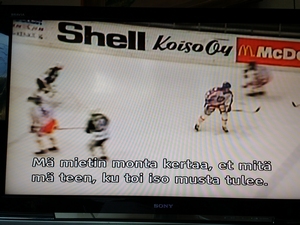 Shell Koiso Oy McDo
Mä mietin monta kertaa, et mitä
mä teen, ku toi iso musta tulee.
SONY